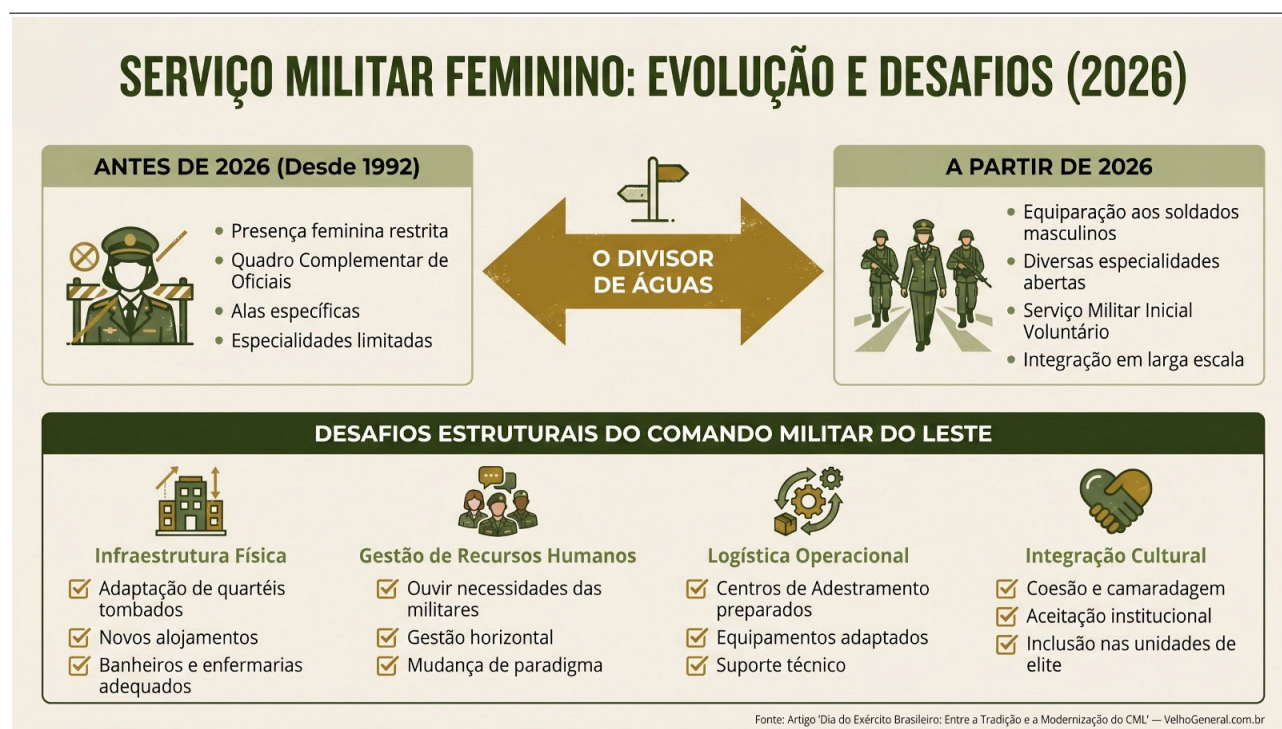 SERVIÇO MILITAR FEMININO: EVOLUÇÃO E DESAFIOS (2026)
ANTES DE 2026 (Desde 1992)
• Presença feminina restrita
• Quadro Complementar de
Oficiais
• Alas específicas
• Especialidades limitadas
O DIVISOR
DE ÁGUAS
A PARTIR DE 2026
• Equiparação aos soldados
masculinos
• Diversas especialidades
abertas
• Serviço Militar Inicial
Voluntário
• Integração em larga escala
DESAFIOS ESTRUTURAIS DO COMANDO MILITAR DO LESTE
Infraestrutura Física
Adaptação de quartéis
tombados
Novos alojamentos
Banheiros e enfermarias
adequados
Gestão de Recursos Humanos
Ouvir necessidades das
militares
Gestão horizontal
Mudança de paradigma
Logística Operacional
Centros de Adestramento
preparados
Equipamentos adaptados
Suporte técnico
Integração Cultural
Coesão e camaradagem
Aceitação institucional
Inclusão nas unidades de
elite
Fonte: Artigo 'Dia do Exército Brasileiro: Entre a Tradição e a Modernização do CML' — VelhoGeneral.com.br